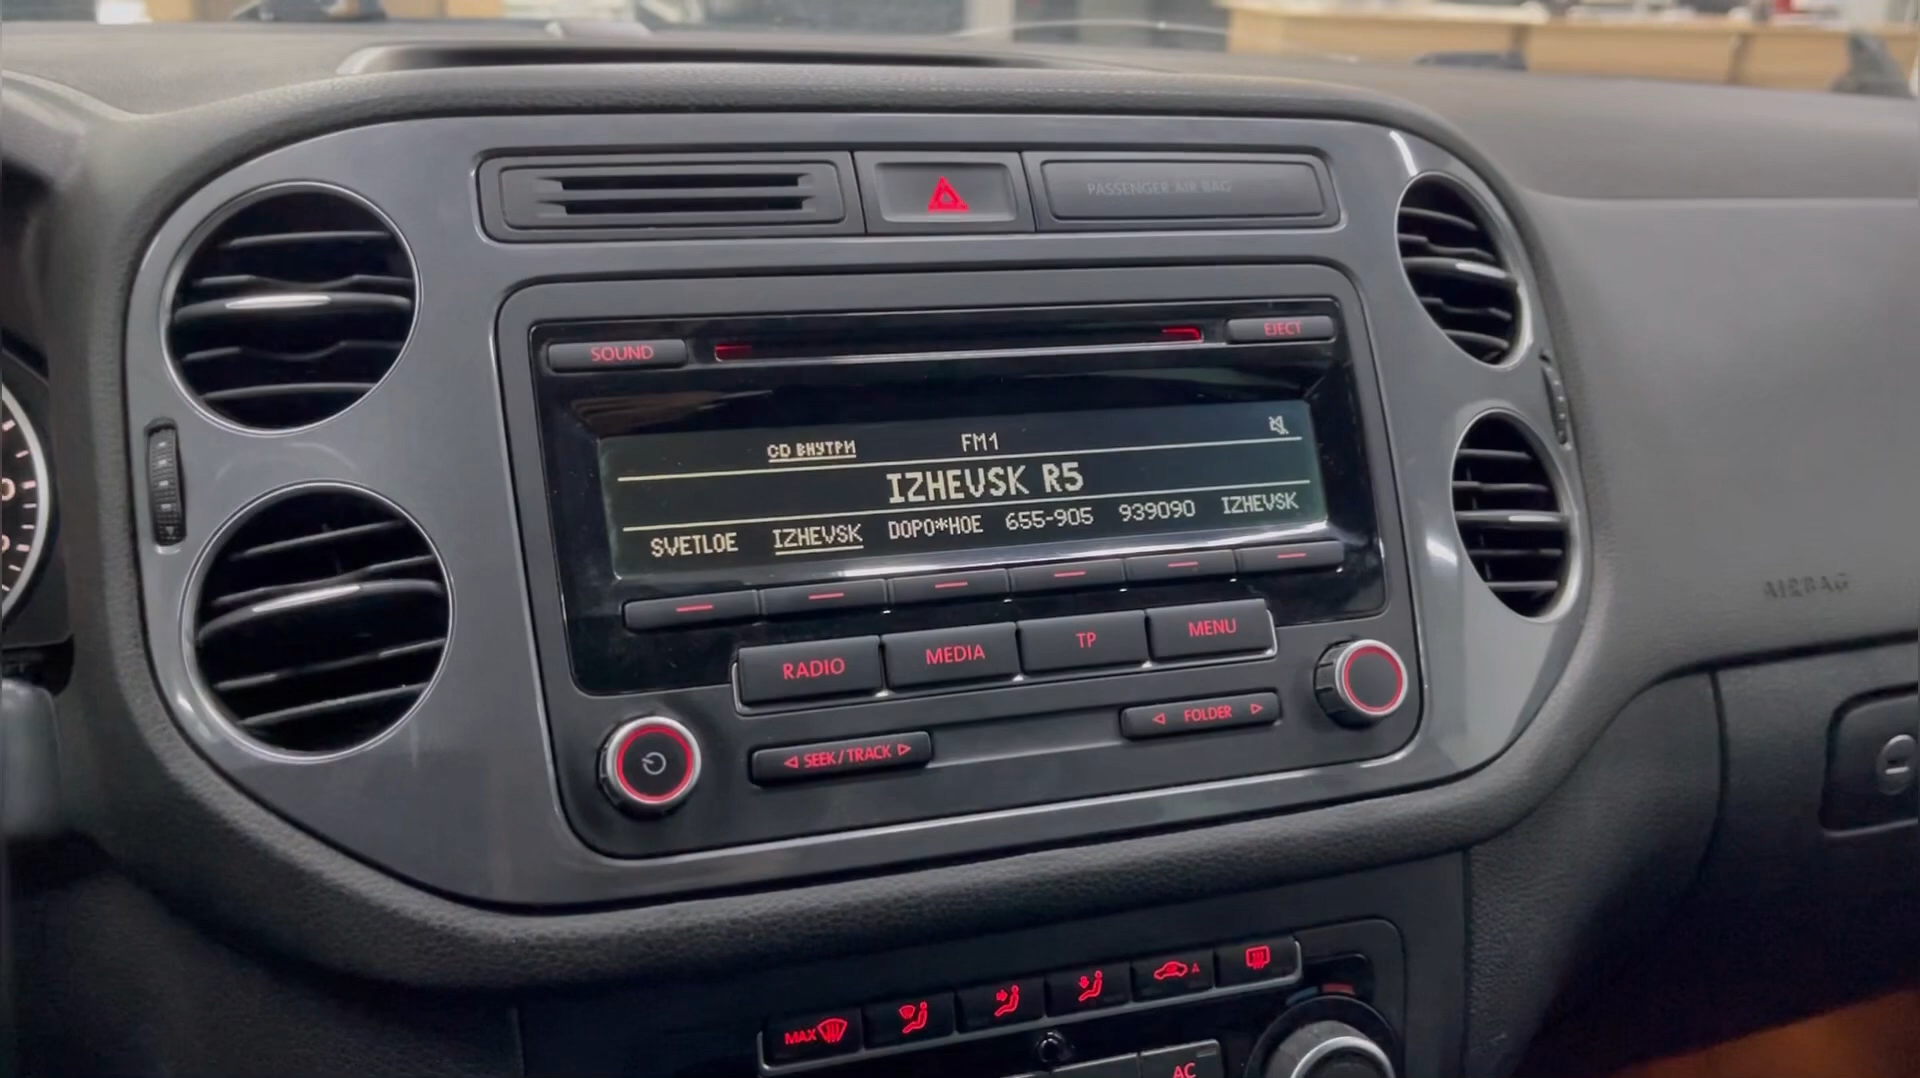 PASSENGER AIR BAG
SOUND
EJECT
CD ВНУТРИ FM1
IZHEVSK R5
SVETLOE IZHEVSK DOPO*HOE 655-905 939090 IZHEVSK
AIRBAG
RADIO MEDIA TP MENU
SEEK/TRACK
FOLDER
MAX
A
AC